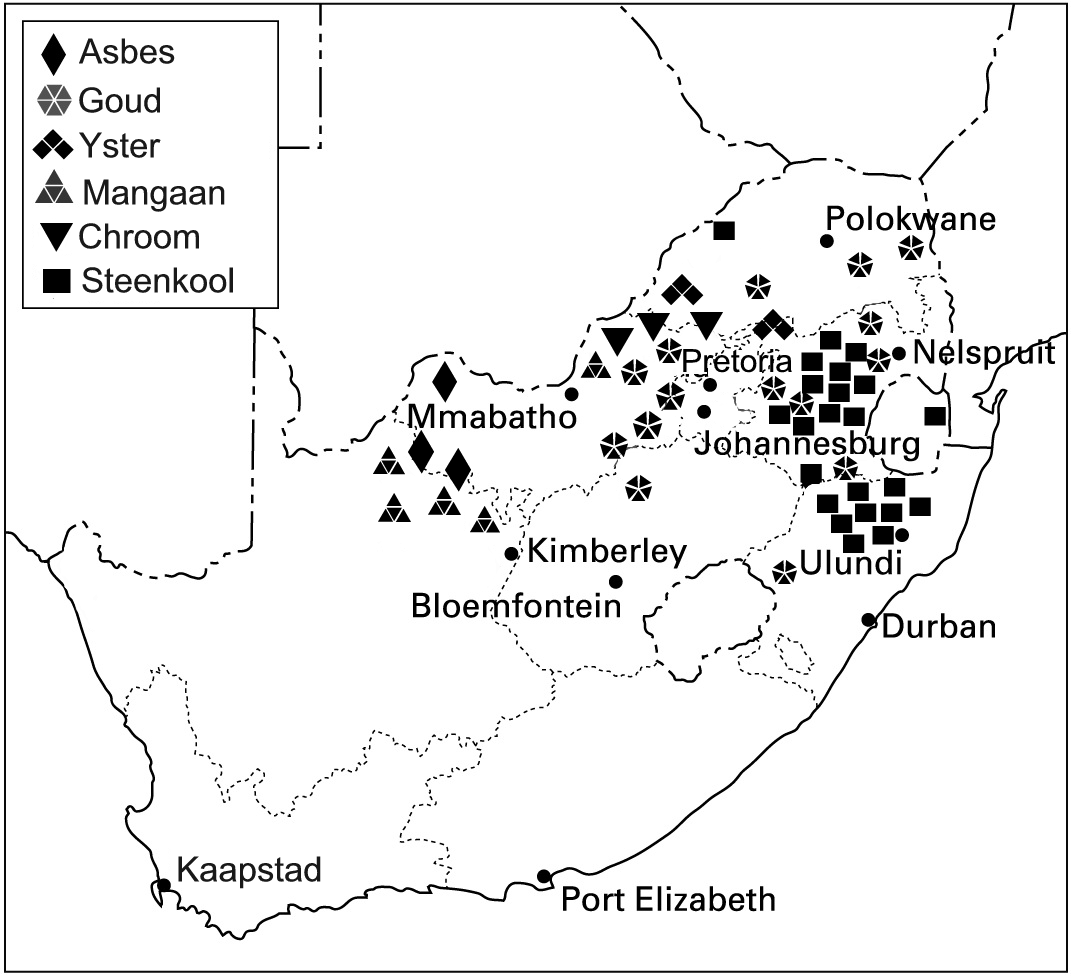 Asbes
Goud
Yster
Mangaan
Chroom
Steenkool
Polokwane
Nelspruit
Pretoria
Mmabatho
Johannesburg
Kimberley
Ulundi
Bloemfontein
Durban
Kaapstad
Port Elizabeth